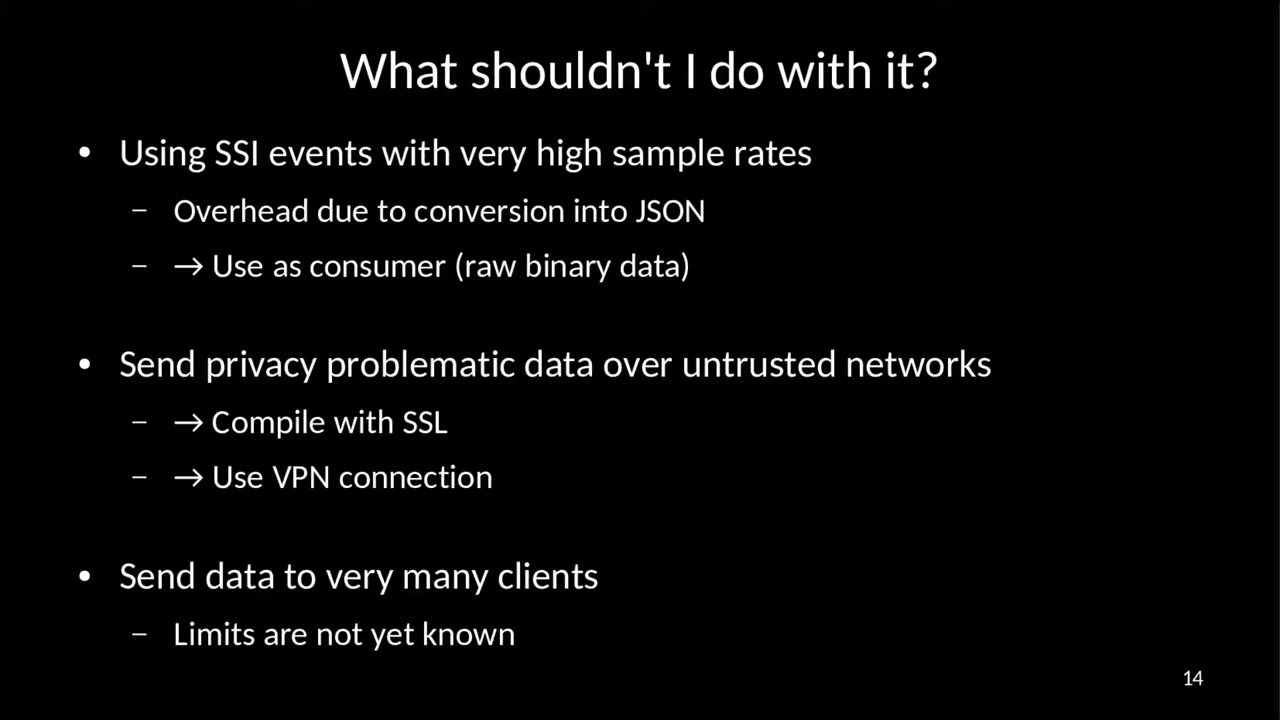 What shouldn't I do with it?
• Using SSI events with very high sample rates
– Overhead due to conversion into JSON
– → Use as consumer (raw binary data)
• Send privacy problematic data over untrusted networks
– → Compile with SSL
– → Use VPN connection
• Send data to very many clients
– Limits are not yet known
14